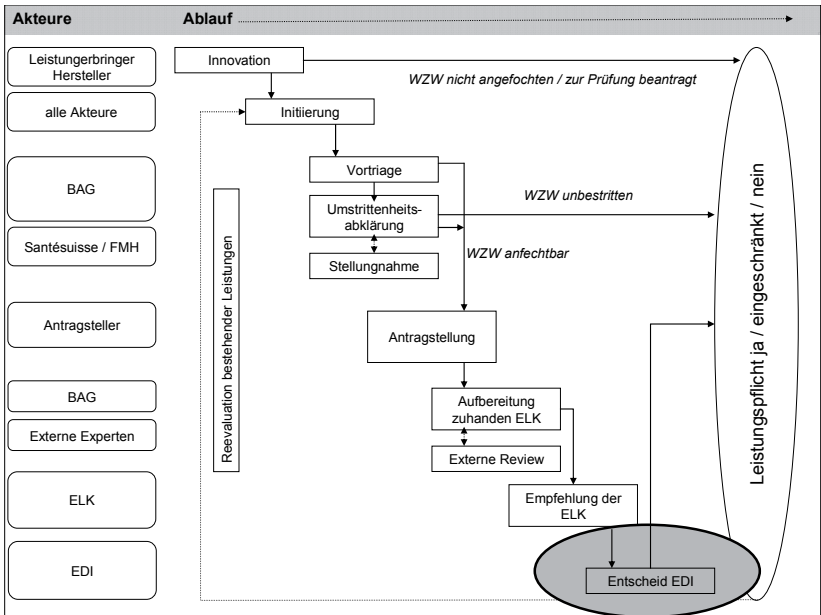 Akteure
Ablauf
Leistungerbringer
Hersteller
Innovation
WZW nicht angefochten / zur Prüfung beantragt
alle Akteure
Initiierung
Vortriage
BAG
WZW unbestritten
Umstrittenheits-
abklärung
Santésuisse / FMH
WZW anfechtbar
Stellungnahme
Reevaluation bestehender Leistungen
Leistungspflicht ja / eingeschränkt / nein
Antragsteller
Antragstellung
BAG
Aufbereitung
zuhanden ELK
Externe Experten
Externe Review
ELK
Empfehlung der
ELK
EDI
Entscheid EDI